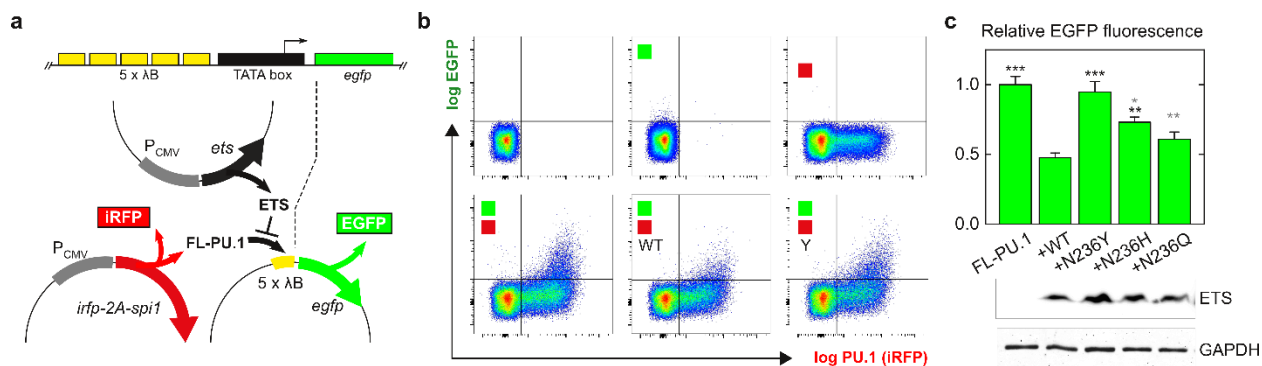 a
5 x λB
TATA box
egfp
PCMV
ets
ETS
iRFP
EGFP
FL-PU.1
PCMV
5 x λB
irfp-2A-spi1
egfp
b
log EGFP
WT
Y
log PU.1 (iRFP)
c
Relative EGFP fluorescence
***
***
*
**
**
1.0
0.5
0.0
FL-PU.1
+WT
+N236Y
+N236H
+N236Q
ETS
GAPDH